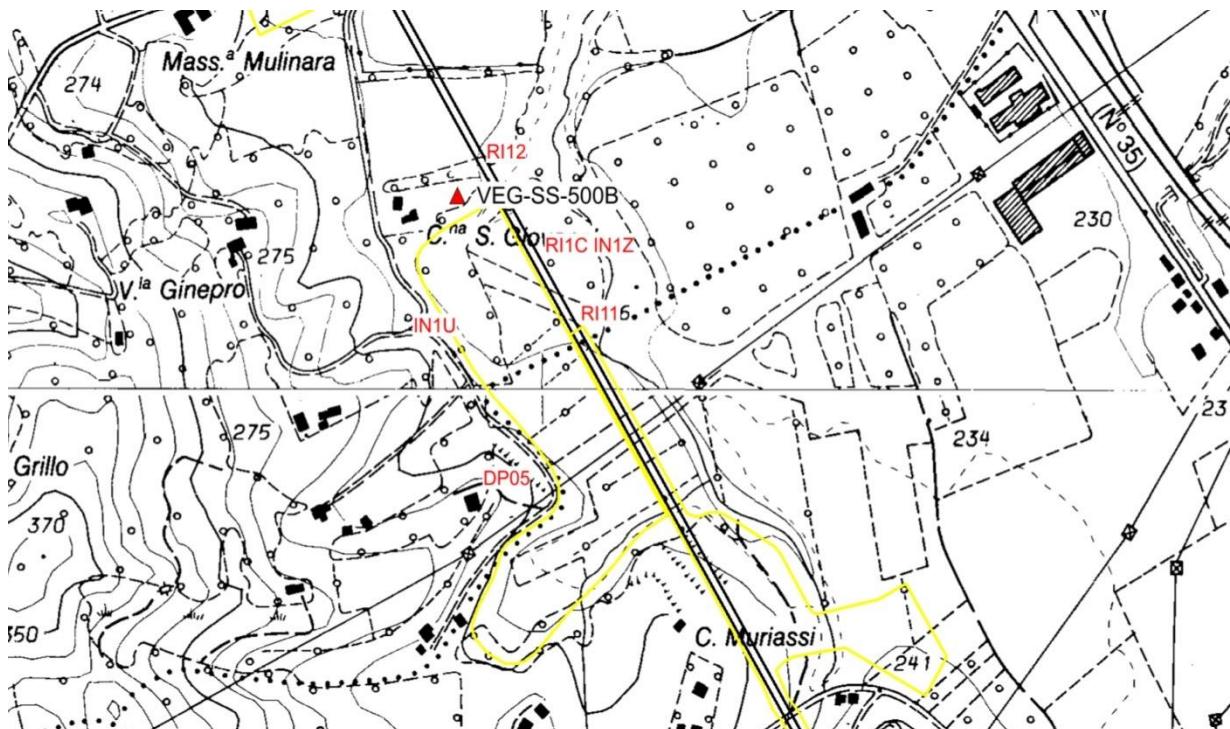 Mass.ª Mulinara
274
RI12
VEG-SS-500B
(N° 35)
230
C.na S. Gio
RI1C IN1Z
275
V.la Ginepro
RI11
6
IN1U
23
275
234
Grillo
DP05
370
350
C. Muriassi
241